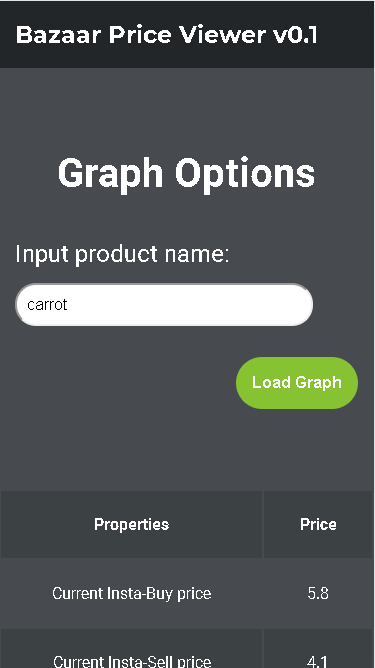 Bazaar Price Viewer v0.1
Graph Options
Input product name:
carrot
Load Graph
Properties Price
Current Insta-Buy price 5.8
Current Insta-Sell price 4.1